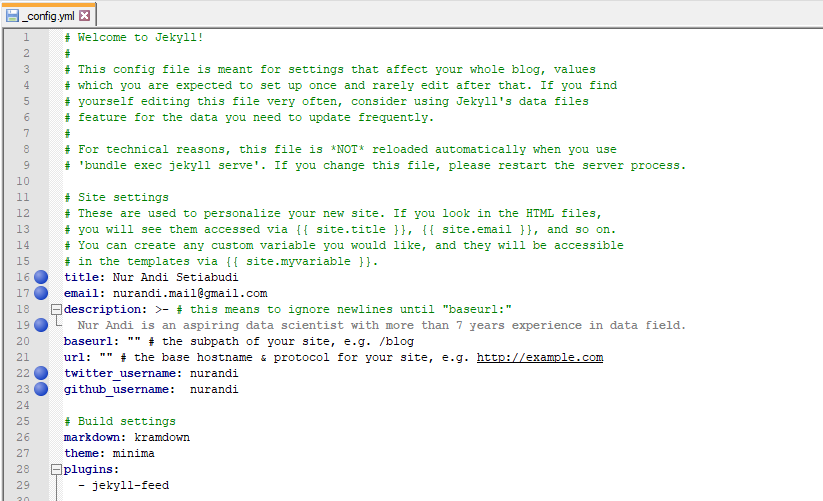 _config.yml
1 # Welcome to Jekyll!
2 #
3 # This config file is meant for settings that affect your whole blog, values
4 # which you are expected to set up once and rarely edit after that. If you find
5 # yourself editing this file very often, consider using Jekyll's data files
6 # feature for the data you need to update frequently.
7 #
8 # For technical reasons, this file is *NOT* reloaded automatically when you use
9 # 'bundle exec jekyll serve'. If you change this file, please restart the server process.
10
11 # Site settings
12 # These are used to personalize your new site. If you look in the HTML files,
13 # you will see them accessed via {{ site.title }}, {{ site.email }}, and so on.
14 # You can create any custom variable you would like, and they will be accessible
15 # in the templates via {{ site.myvariable }}.
16 title: Nur Andi Setiabudi
17 email: nurandi.mail@gmail.com
18 description: >- # this means to ignore newlines until "baseurl:"
19   Nur Andi is an aspiring data scientist with more than 7 years experience in data field.
20 baseurl: "" # the subpath of your site, e.g. /blog
21 url: "" # the base hostname & protocol for your site, e.g. http://example.com
22 twitter_username: nurandi
23 github_username:  nurandi
24
25 # Build settings
26 markdown: kramdown
27 theme: minima
28 plugins:
29   - jekyll-feed
30